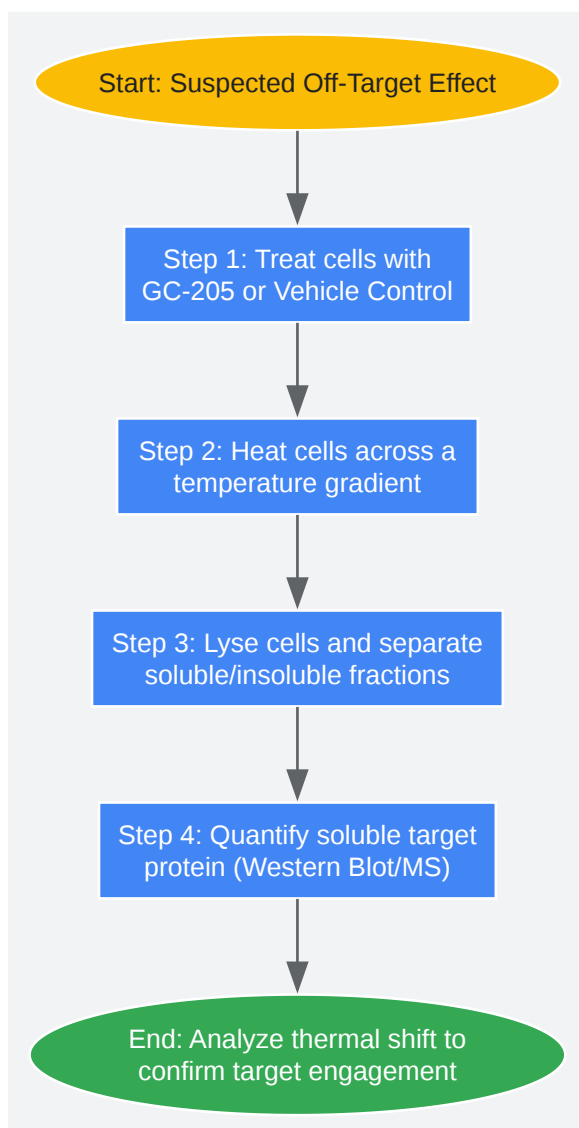 Start: Suspected Off-Target Effect
Step 1: Treat cells with
GC-205 or Vehicle Control
Step 2: Heat cells across a
temperature gradient
Step 3: Lyse cells and separate
soluble/insoluble fractions
Step 4: Quantify soluble target
protein (Western Blot/MS)
End: Analyze thermal shift to
confirm target engagement